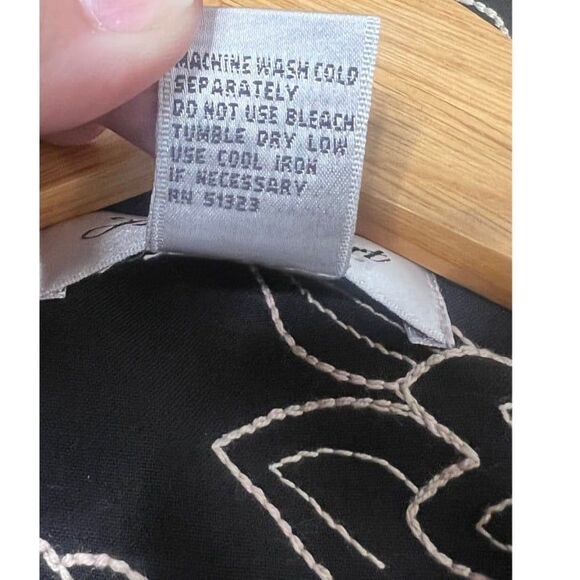 MACHINE WASH COLD
SEPARATELY
DO NOT USE BLEACH
TUMBLE DRY LOW
USE COOL IRON
IF NECESSARY
RN 51323